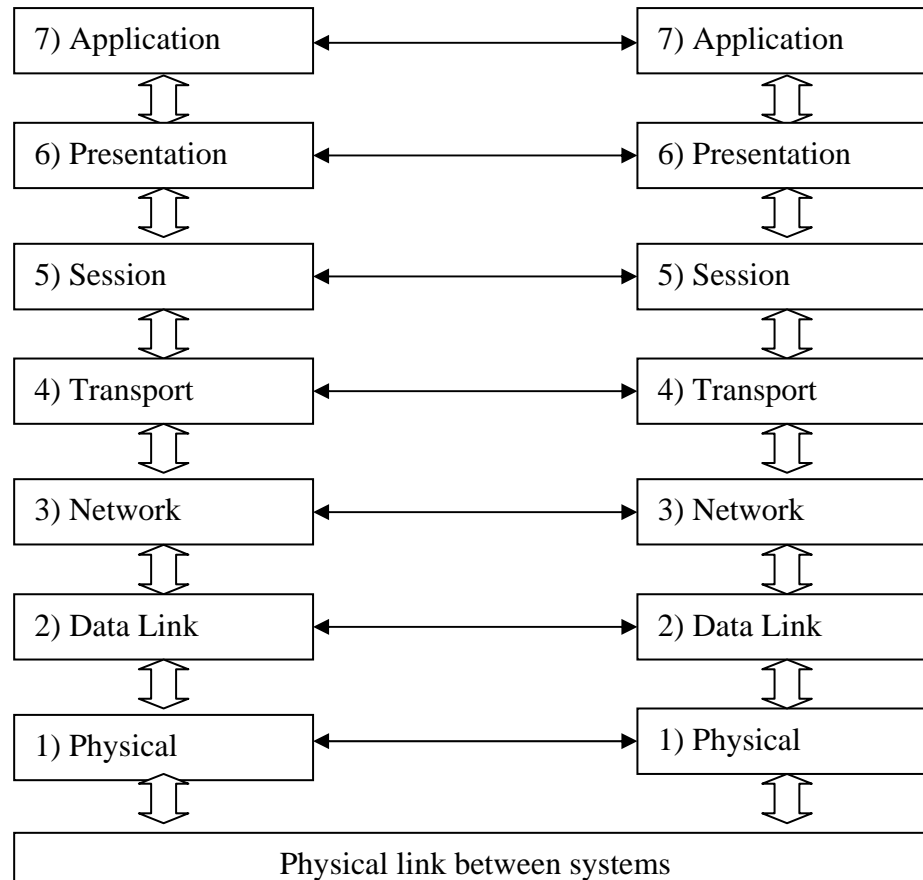 7) Application
7) Application
6) Presentation
6) Presentation
5) Session
5) Session
4) Transport
4) Transport
3) Network
3) Network
2) Data Link
2) Data Link
1) Physical
1) Physical
Physical link between systems